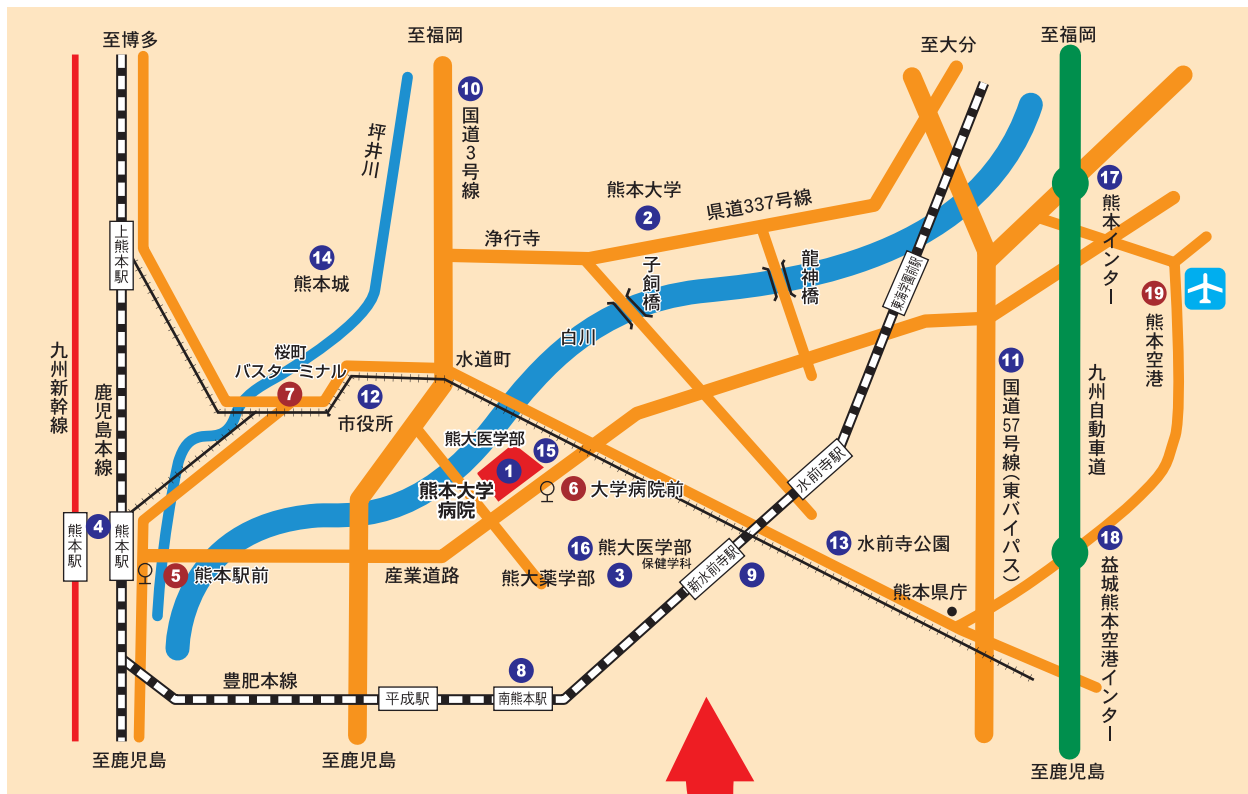 至博多
至福岡
至大分
至福岡
10
国道3号線
坪井川
熊本大学
2
県道337号線
17
熊本インター
上熊本駅
14
熊本城
浄行寺
子飼橋
龍神橋
東海学園前駅
19
熊本空港
白川
九州新幹線
鹿児島本線
桜町
バスターミナル
7
水道町
12
市役所
11
国道57号線(東バイパス)
九州自動車道
熊大医学部
15
1
熊本大学
病院
6
大学病院前
水前寺駅
熊本駅
4
熊本駅
5
熊本駅前
産業道路
16
熊大医学部
保健学科
熊大薬学部
3
新水前寺駅
9
13
水前寺公園
熊本県庁
18
益城熊本空港インター
豊肥本線
平成駅
8
南熊本駅
至鹿児島
至鹿児島
至鹿児島